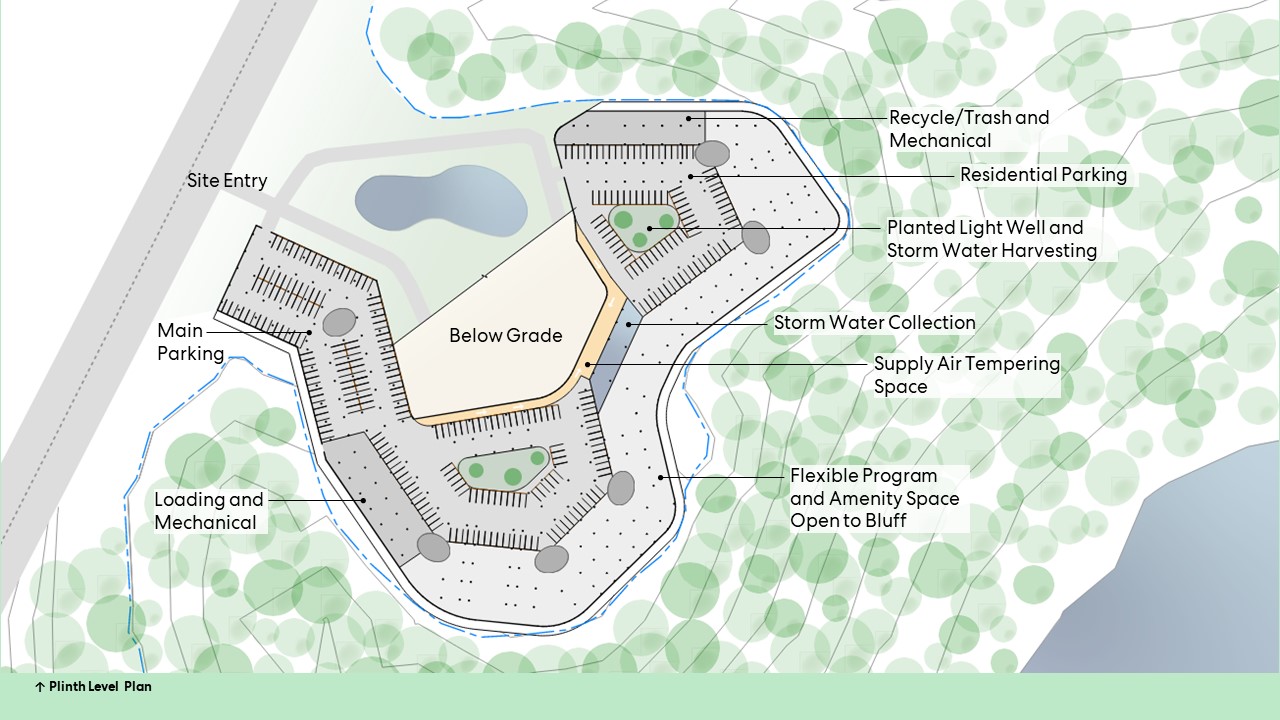 Recycle/Trash and
Mechanical
Residential Parking
Site Entry
Planted Light Well and
Storm Water Harvesting
Main
Parking
Below Grade
Storm Water Collection
Supply Air Tempering
Space
Loading and
Mechanical
Flexible Program
and Amenity Space
Open to Bluff
↑ Plinth Level Plan